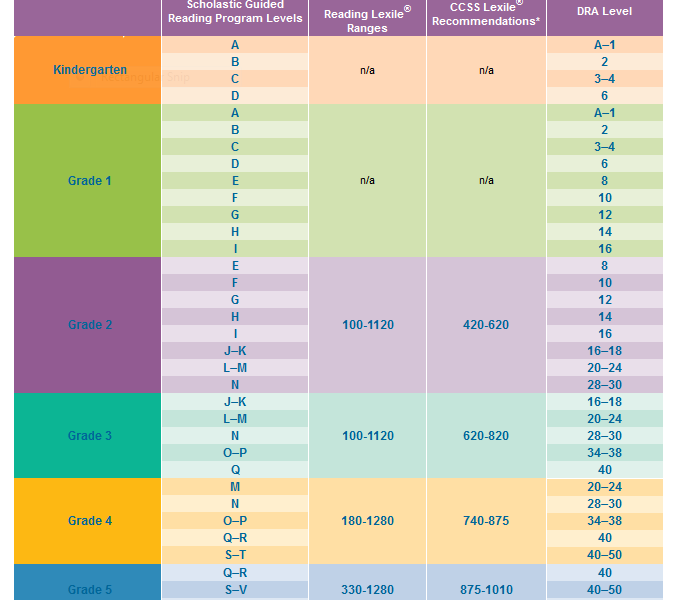 Scholastic Guided
Reading Program Levels
Reading Lexile®
Ranges
CCSS Lexile®
Recommendations*
DRA Level
Kindergarten
A
A–1
B
2
n/a
n/a
C
3–4
D
6
Grade 1
A
A–1
B
2
C
3–4
D
6
E
n/a
n/a
8
F
10
G
12
H
14
I
16
Grade 2
E
8
F
10
G
12
H
14
100-1120
420-620
I
16
J–K
16–18
L–M
20–24
N
28–30
Grade 3
J–K
16–18
L–M
20–24
N
100-1120
620-820
28–30
O–P
34–38
Q
40
Grade 4
M
20–24
N
28–30
O–P
180-1280
740-875
34–38
Q–R
40
S–T
40–50
Grade 5
Q–R
40
S–V
330-1280
875-1010
40–50